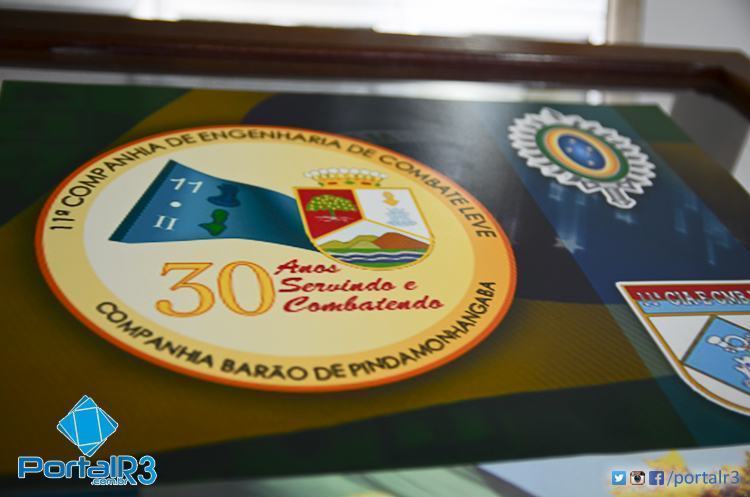 11ª COMPANHIA DE ENGENHARIA DE COMBATE LEVE
11
II
30
Anos
Servindo e
Combatendo
COMPANHIA BARÃO DE PINDAMONHANGABA
PortalR3
.com.br
/portalr3